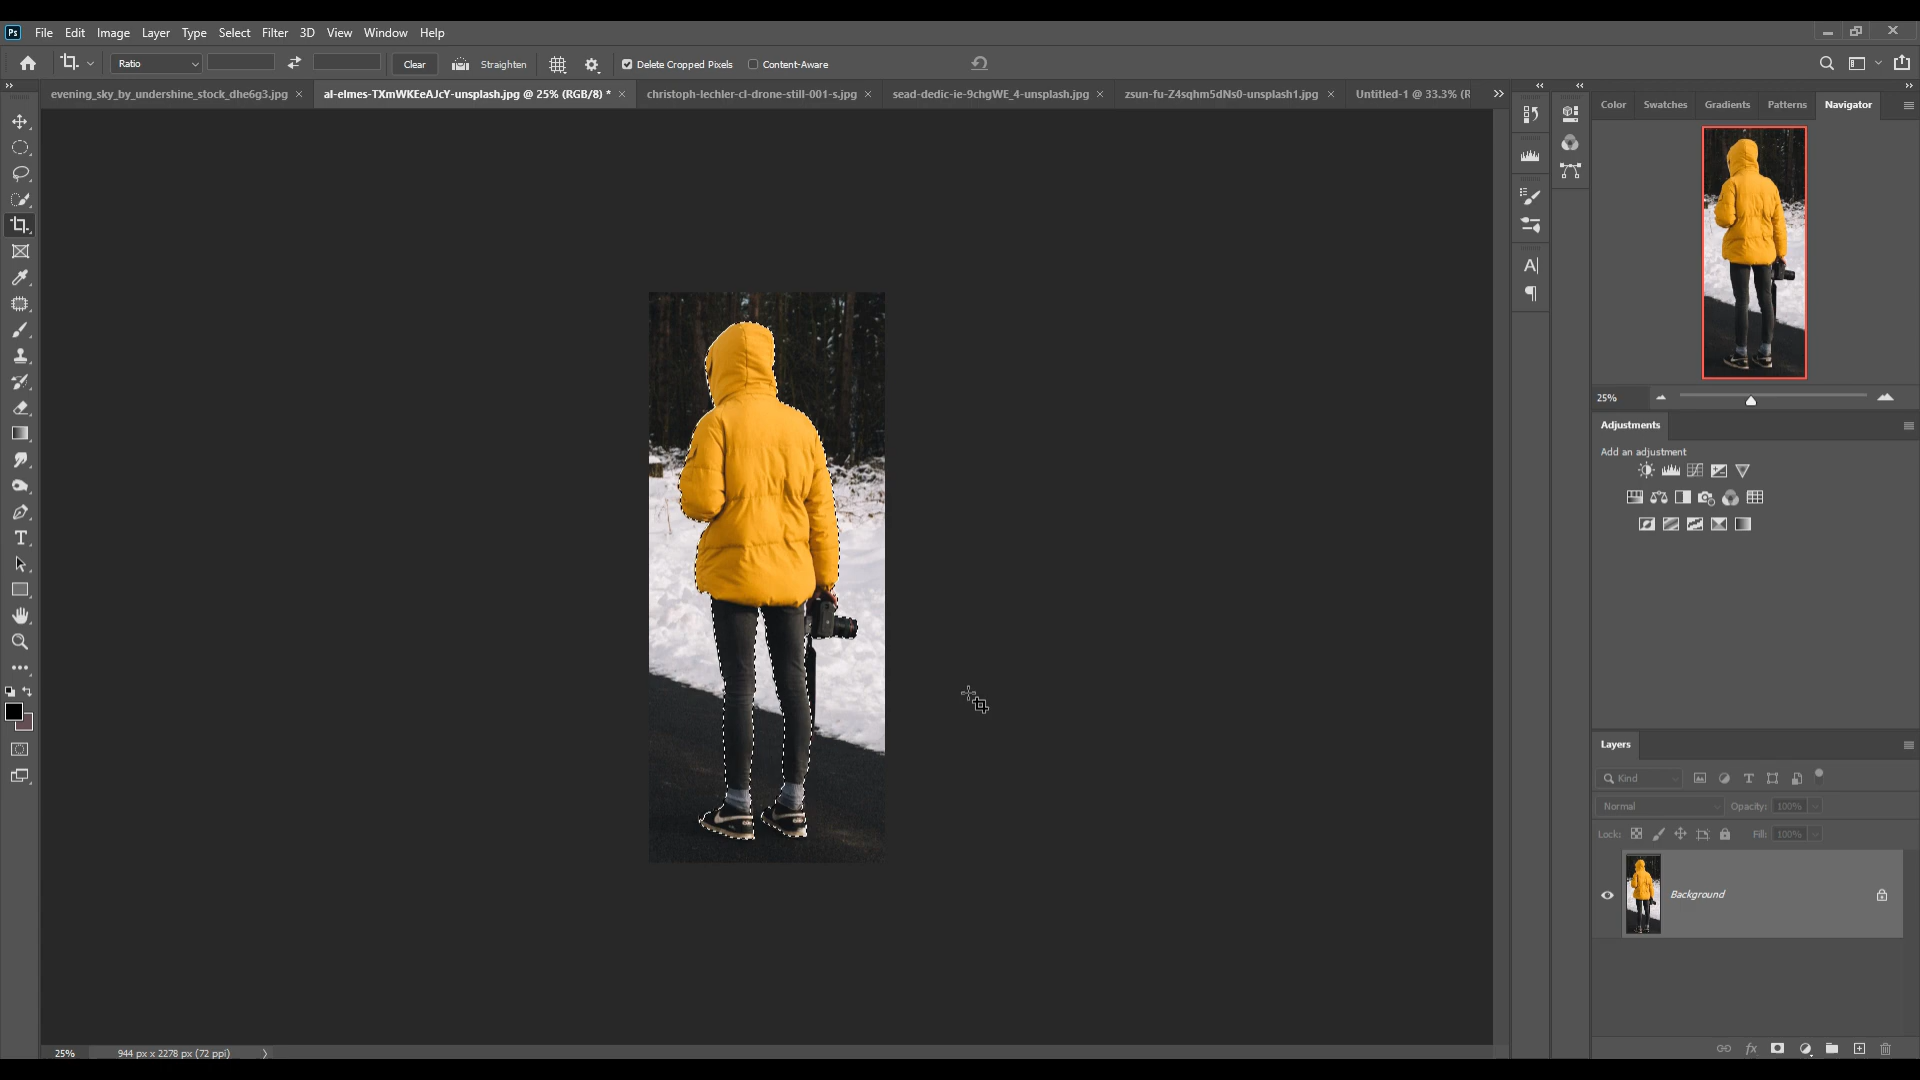 Ps File Edit Image Layer Type Select Filter 3D View Window Help
Ratio Clear Straighten Delete Cropped Pixels Content-Aware
evening_sky_by_undershine_stock_dhe6g3.jpg al-elmes-TXmWKEeAJcY-unsplash.jpg @ 25% (RGB/8) * christoph-lechler-cl-drone-still-001-s.jpg sead-dedic-ie-9chgWE_4-unsplash.jpg zsun-fu-Z4sqhm5dNs0-unsplash1.jpg Untitled-1 @ 33.3% (R
Color Swatches Gradients Patterns Navigator
25%
Adjustments
Add an adjustment
Layers
Kind
Normal Opacity: 100%
Lock: Fill: 100%
Background
25% 944 px x 2278 px (72 ppi)